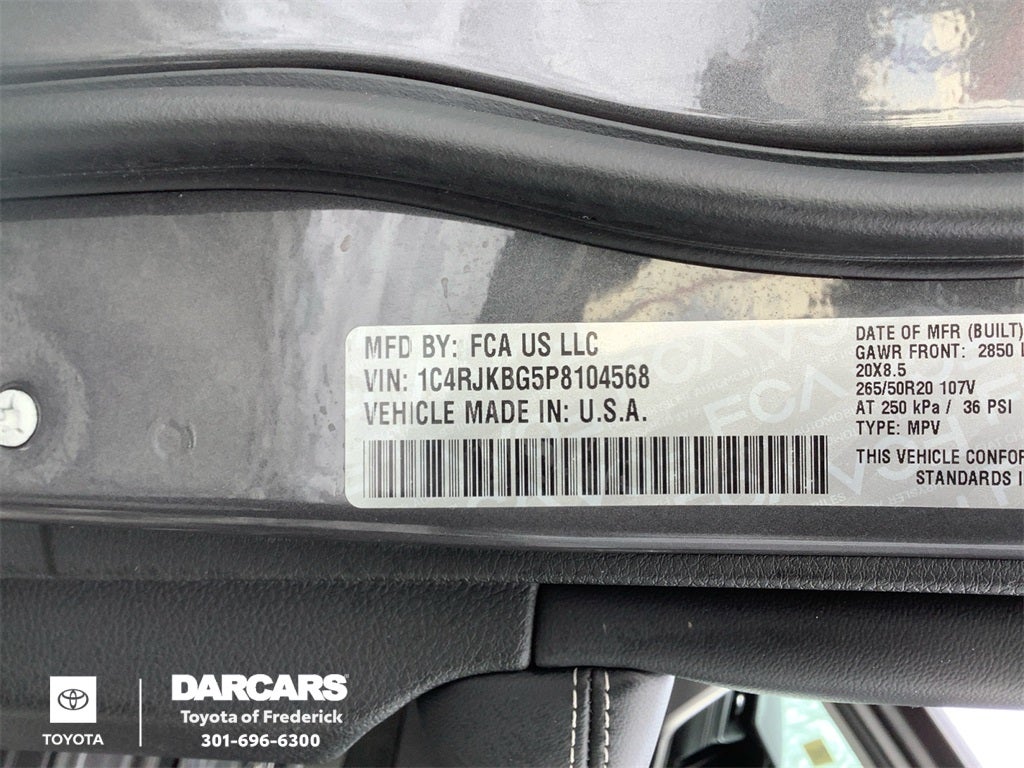 MFD BY: FCA US LLC
VIN: 1C4RJKBG5P8104568
VEHICLE MADE IN: U.S.A.
DATE OF MFR (BUILT)
GAWR FRONT: 2850
20X8.5
265/50R20 107V
AT 250 kPa / 36 PSI
TYPE: MPV
THIS VEHICLE
STANDARDS
FCA
TOYOTA
DARCARS
Toyota of Frederick
301-696-6300